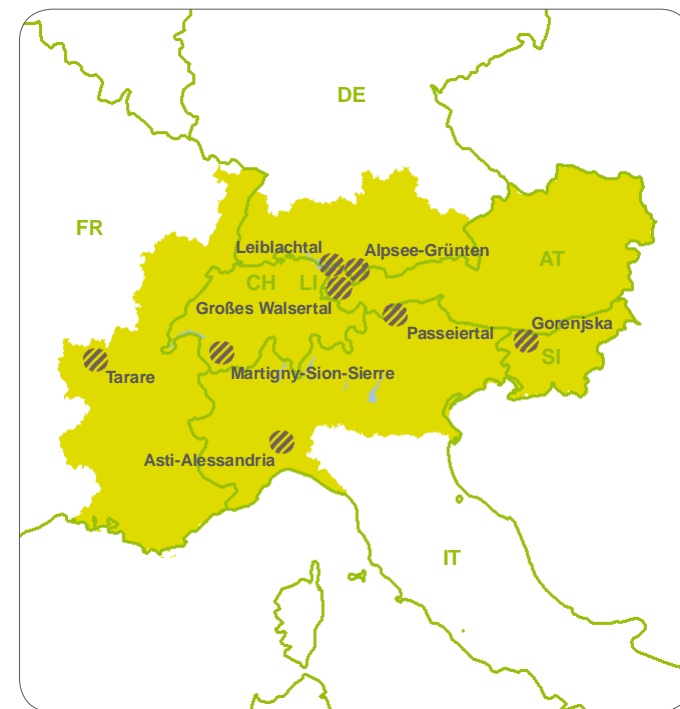 DE
FR
Leiblachtal
Alpsee-Grünten
AT
CH
LI
Großes Walsertal
Passeiertal
Gorenjska
SI
Tarare
Martigny-Sion-Sierre
Asti-Alessandria
IT